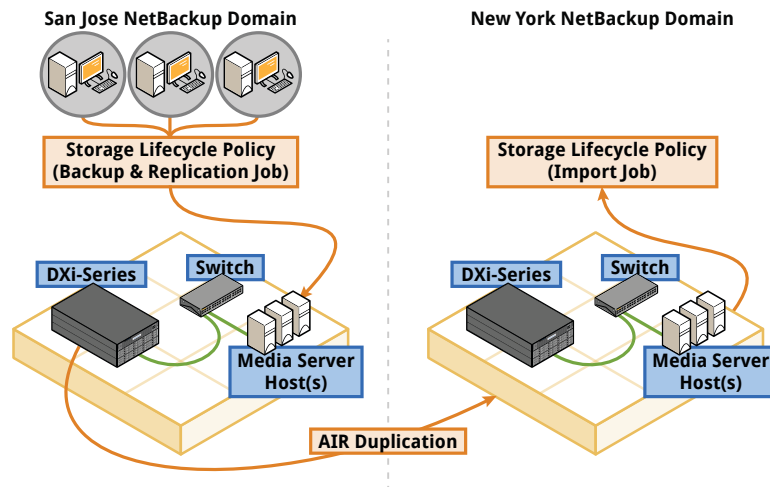 San Jose NetBackup Domain
New York NetBackup Domain
Storage Lifecycle Policy
(Backup & Replication Job)
Storage Lifecycle Policy
(Import Job)
DXi-Series
Switch
Media Server
Host(s)
DXi-Series
Switch
Media Server
Host(s)
AIR Duplication